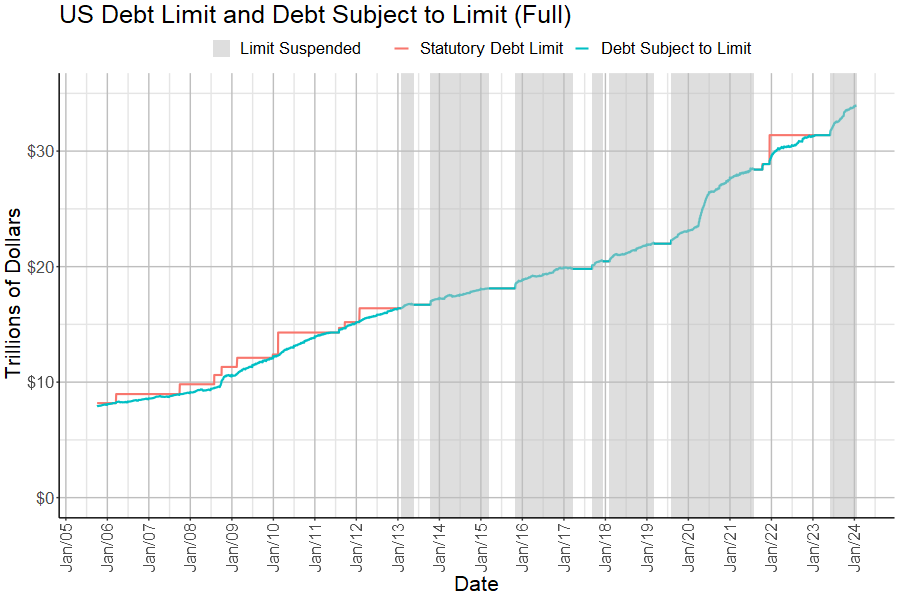 US Debt Limit and Debt Subject to Limit (Full)
Limit Suspended Statutory Debt Limit Debt Subject to Limit
Trillions of Dollars
$30
$20
$10
$0
Jan/05 Jan/06 Jan/07 Jan/08 Jan/09 Jan/10 Jan/11 Jan/12 Jan/13 Jan/14 Jan/15 Jan/16 Jan/17 Jan/18 Jan/19 Jan/20 Jan/21 Jan/22 Jan/23 Jan/24
Date